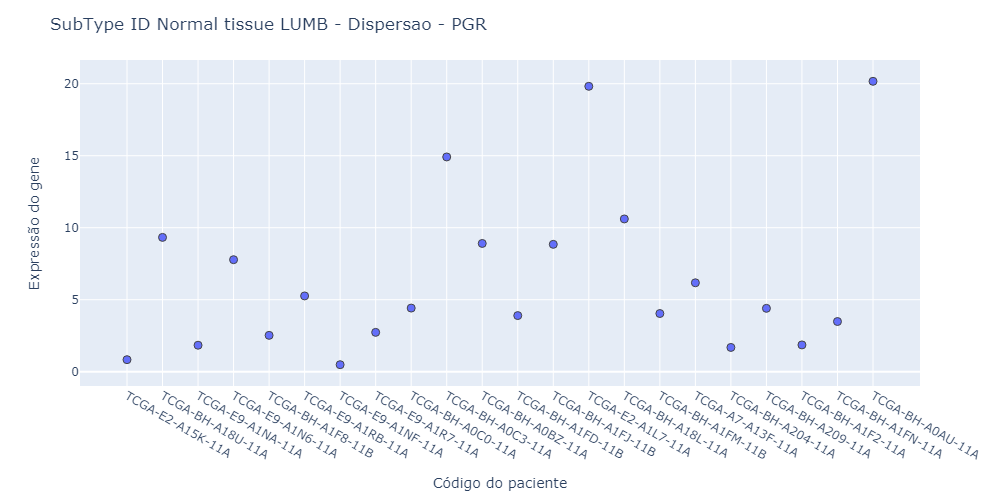 SubType ID Normal tissue LUMB - Dispersao - PGR
Expressão do gene
20
15
10
5
0
TCGA-E2-A15K-11A
TCGA-BH-A18U-11A
TCGA-E9-A1NA-11A
TCGA-E9-A1N6-11A
TCGA-BH-A1F8-11B
TCGA-E9-A1RB-11A
TCGA-E9-A1NF-11A
TCGA-E9-A1R7-11A
TCGA-BH-A0C0-11A
TCGA-BH-A0C3-11A
TCGA-BH-A0BZ-11A
TCGA-BH-A1FD-11B
TCGA-BH-A1FJ-11B
TCGA-E2-A1L7-11A
TCGA-BH-A18L-11A
TCGA-BH-A1FM-11B
TCGA-A7-A13F-11A
TCGA-BH-A204-11A
TCGA-BH-A209-11A
TCGA-BH-A1F2-11A
TCGA-BH-A1FN-11A
TCGA-BH-A0AU-11A
Código do paciente